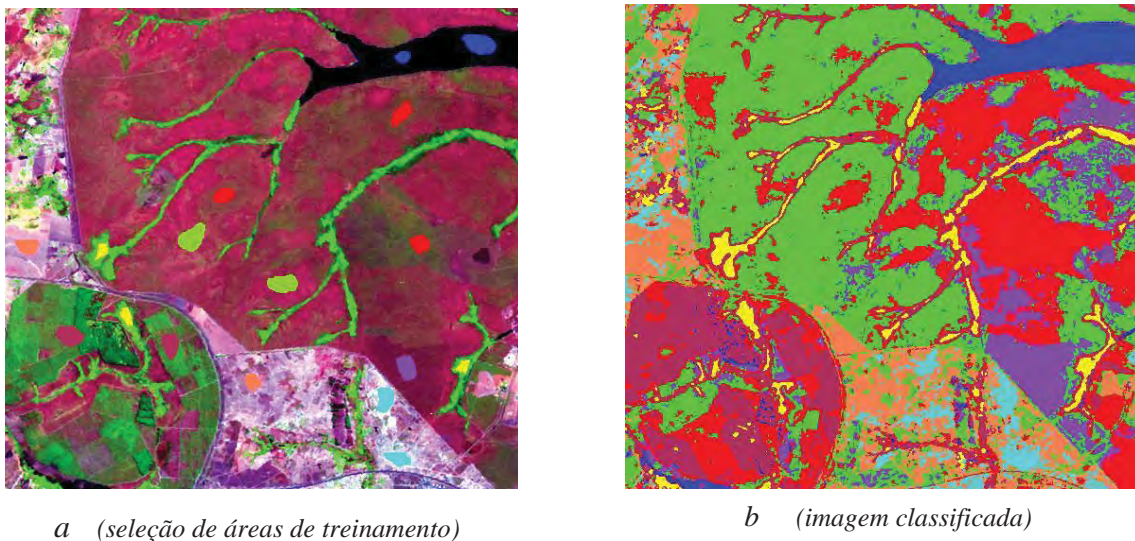 a (seleção de áreas de treinamento)
b (imagem classificada)